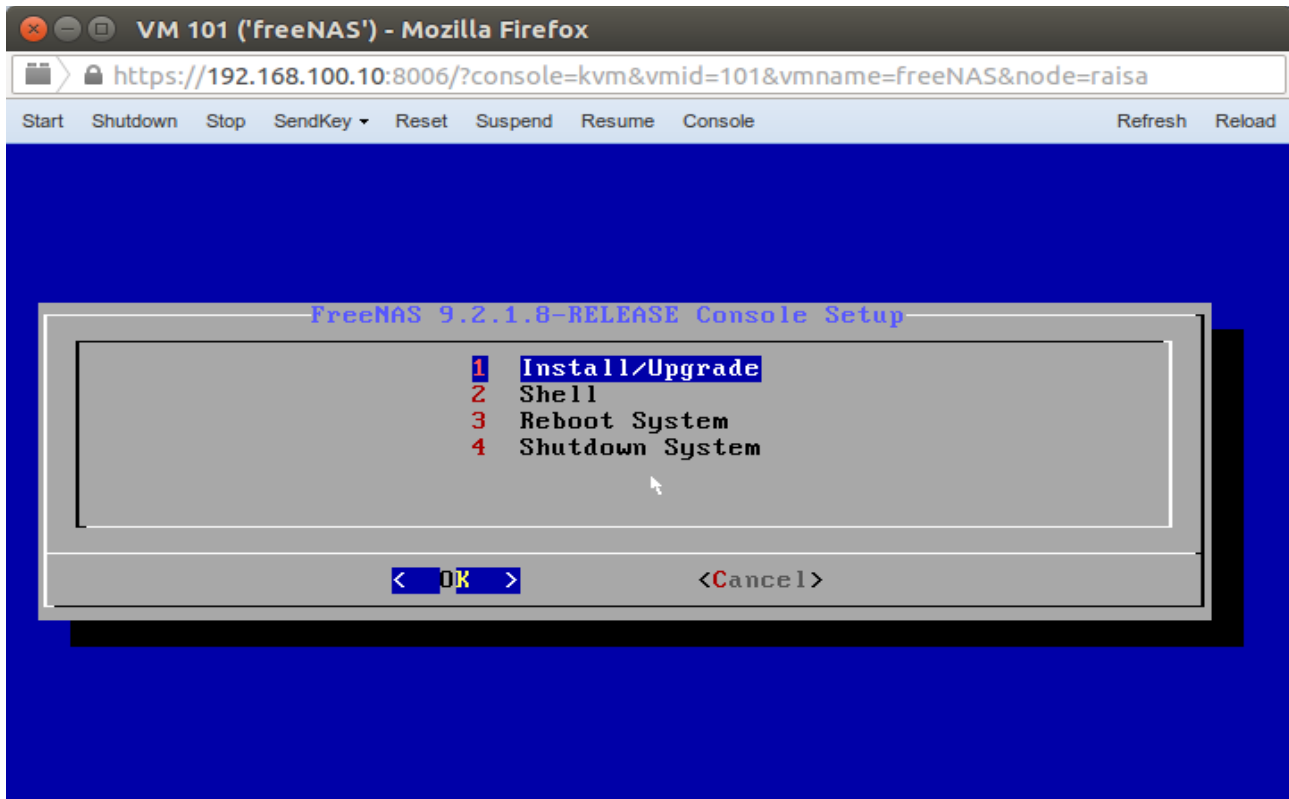 VM 101 ('freeNAS') - Mozilla Firefox
https://192.168.100.10:8006/?console=kvm&vmid=101&vmname=freeNAS&node=raisa
Start Shutdown Stop SendKey Reset Suspend Resume Console Refresh Reload
FreeNAS 9.2.1.8-RELEASE Console Setup
1 Install/Upgrade
2 Shell
3 Reboot System
4 Shutdown System
< OK > <Cancel>